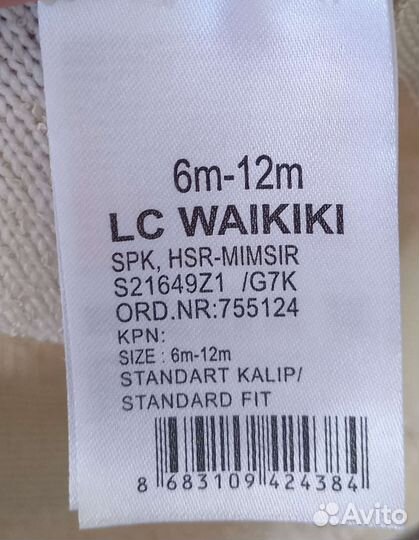 6m-12m
LC WAIKIKI
SPK, HSR-MIMSIR
S21649Z1 /G7K
ORD.NR:755124
KPN:
SIZE : 6m-12m
STANDART KALIP/
STANDARD FIT
8 683109 424384
Avito